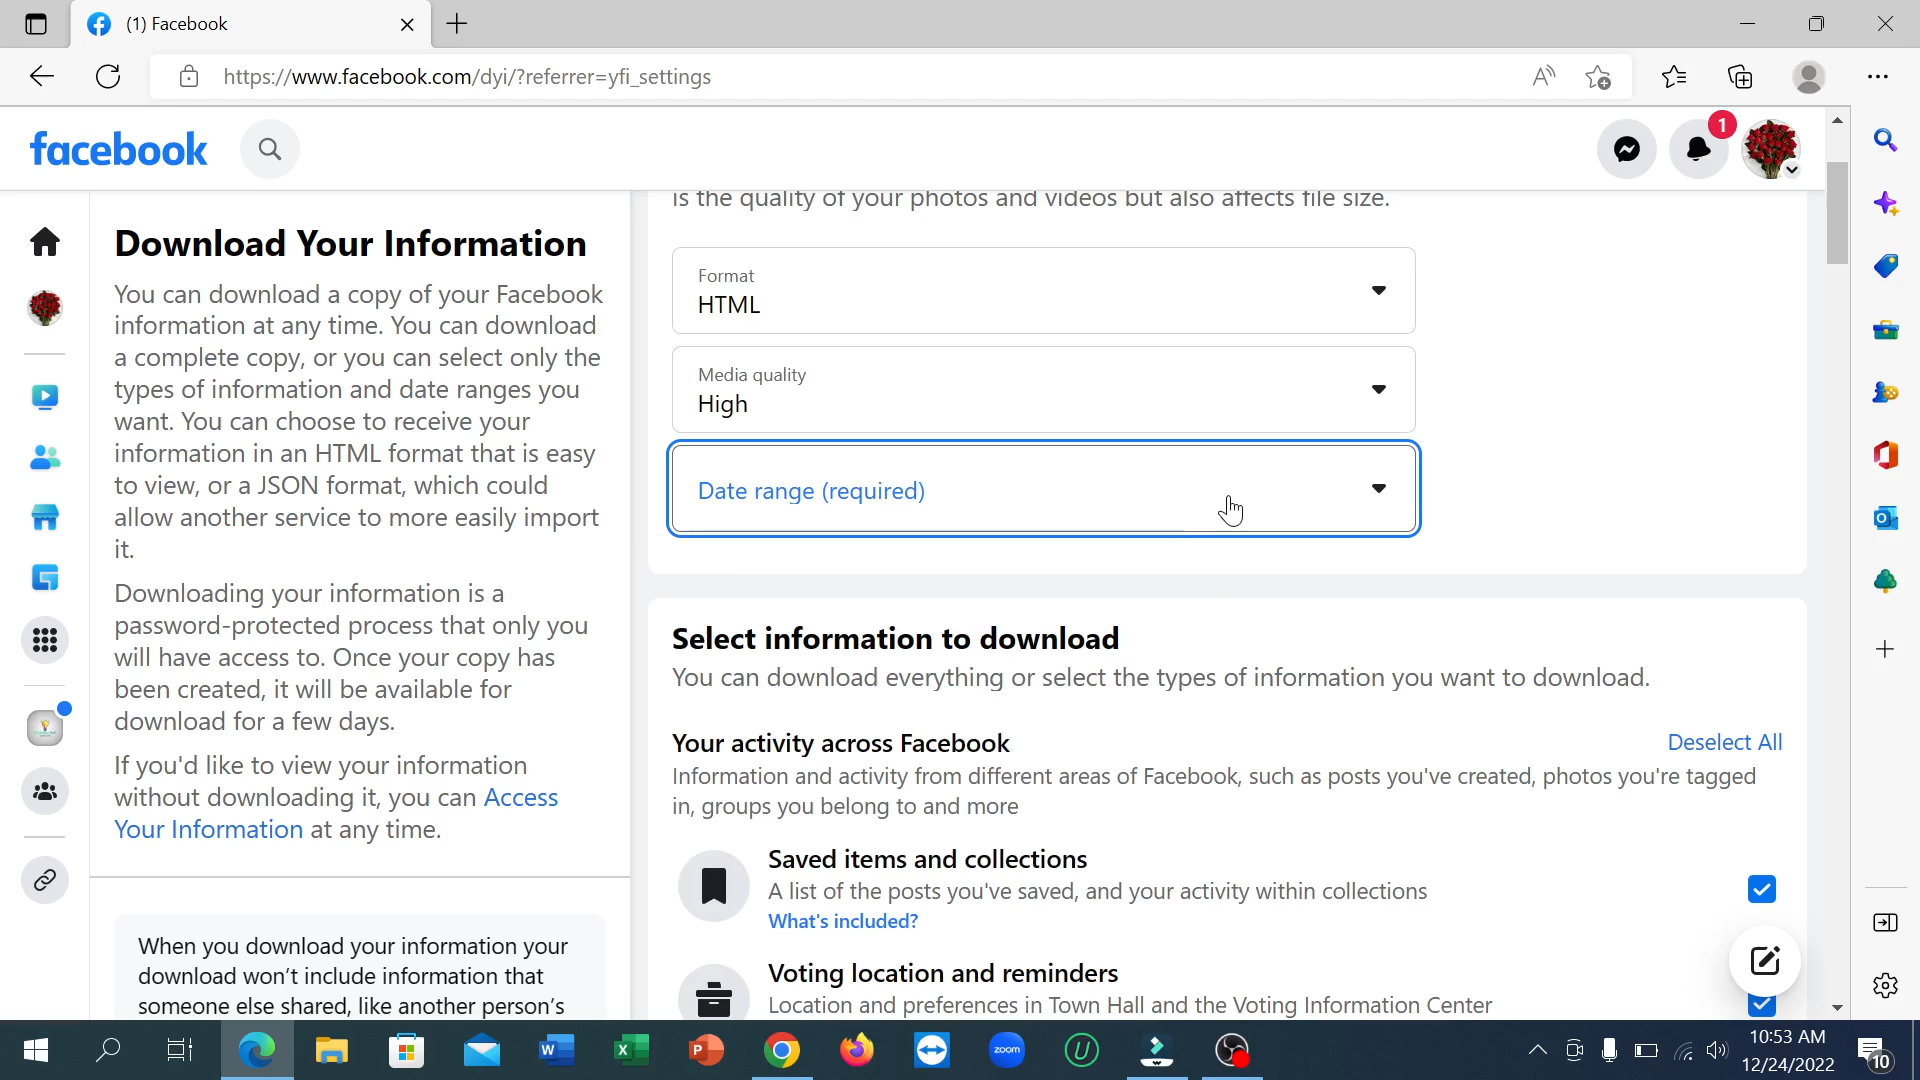 (1) Facebook
https://www.facebook.com/dyi/?referrer=yfi_settings
facebook
1
Download Your Information
You can download a copy of your Facebook
information at any time. You can download
a complete copy, or you can select only the
types of information and date ranges you
want. You can choose to receive your
information in an HTML format that is easy
to view, or a JSON format, which could
allow another service to more easily import
it.
Downloading your information is a
password-protected process that only you
will have access to. Once your copy has
been created, it will be available for
download for a few days.
If you'd like to view your information
without downloading it, you can Access
Your Information at any time.
When you download your information your
download won't include information that
someone else shared, like another person's
is the quality of your photos and videos but also affects file size.
Format
HTML
Media quality
High
Date range (required)
Select information to download
You can download everything or select the types of information you want to download.
Your activity across Facebook
Deselect All
Information and activity from different areas of Facebook, such as posts you've created, photos you're tagged
in, groups you belong to and more
Saved items and collections
A list of the posts you've saved, and your activity within collections
What's included?
Voting location and reminders
Location and preferences in Town Hall and the Voting Information Center
zoom
10:53 AM
12/24/2022
10